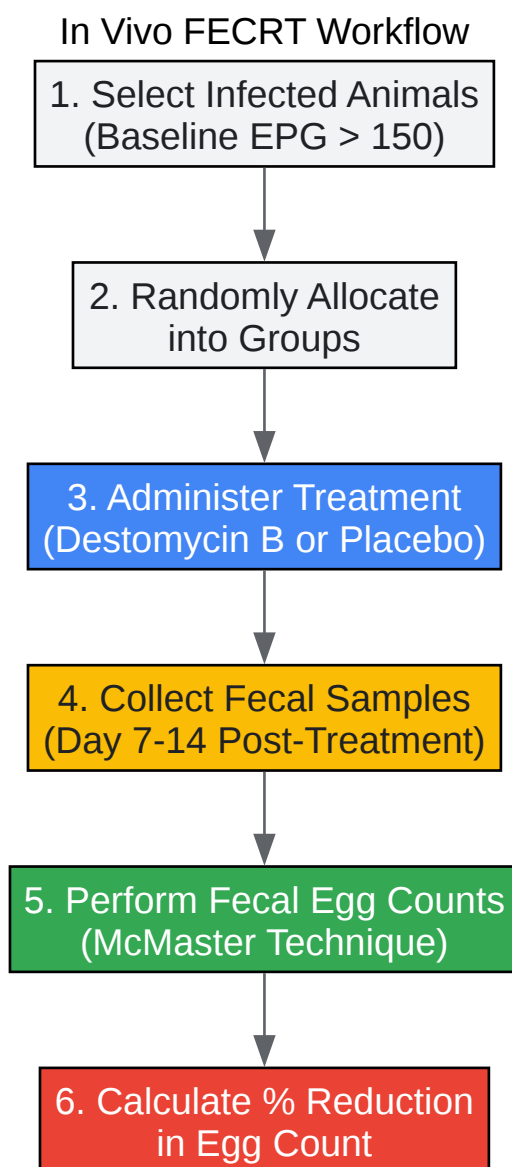 In Vivo FECRT Workflow
1. Select Infected Animals
(Baseline EPG > 150)
2. Randomly Allocate
into Groups
3. Administer Treatment
(Destomycin B or Placebo)
4. Collect Fecal Samples
(Day 7-14 Post-Treatment)
5. Perform Fecal Egg Counts
(McMaster Technique)
6. Calculate % Reduction
in Egg Count